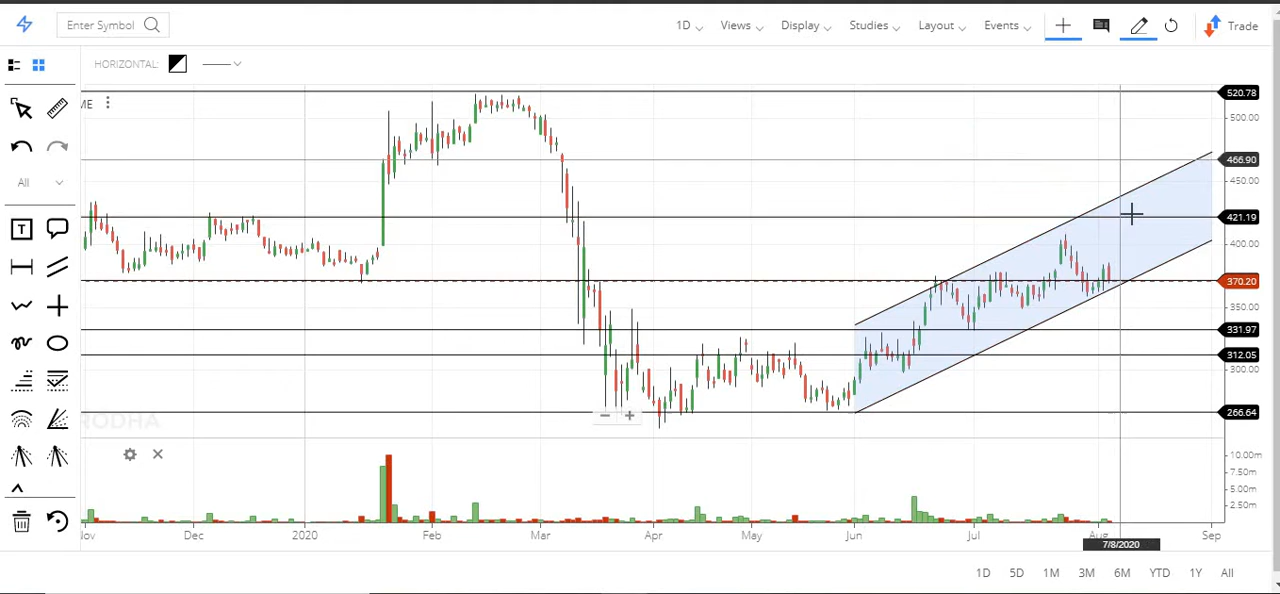 Enter Symbol
1D Views Display Studies Layout Events Trade
HORIZONTAL:
ME
All
T
520.78
500.00
466.90
450.00
421.19
400.00
370.20
350.00
331.97
312.05
300.00
266.64
RODHA
10.00m
7.50m
5.00m
2.50m
Nov Dec 2020 Feb Mar Apr May Jun Jul Aug Sep
7/8/2020
1D 5D 1M 3M 6M YTD 1Y All